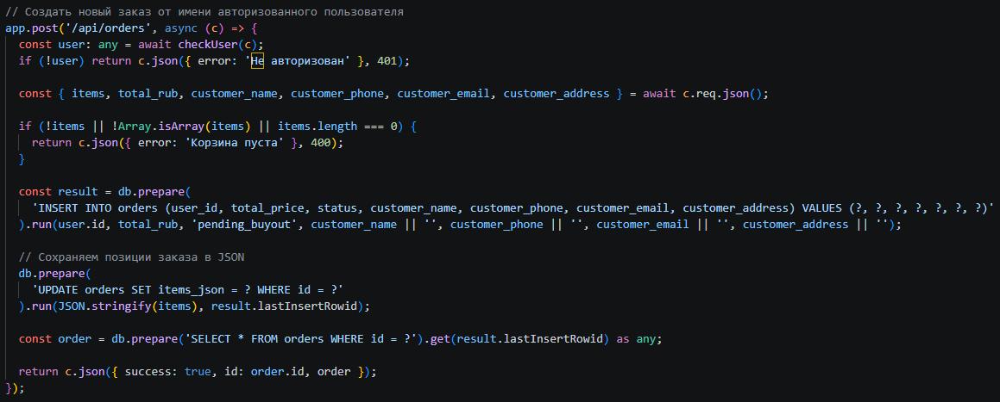 // Создать новый заказ от имени авторизованного пользователя
app.post('/api/orders', async (c) => {
  const user: any = await checkUser(c);
  if (!user) return c.json({ error: 'Не авторизован' }, 401);

  const { items, total_rub, customer_name, customer_phone, customer_email, customer_address } = await c.req.json();

  if (!items || !Array.isArray(items) || items.length === 0) {
    return c.json({ error: 'Корзина пуста' }, 400);
  }

  const result = db.prepare(
    'INSERT INTO orders (user_id, total_price, status, customer_name, customer_phone, customer_email, customer_address) VALUES (?, ?, ?, ?, ?, ?, ?)'
  ).run(user.id, total_rub, 'pending_buyout', customer_name || '', customer_phone || '', customer_email || '', customer_address || '');

  // Сохраняем позиции заказа в JSON
  db.prepare(
    'UPDATE orders SET items_json = ? WHERE id = ?'
  ).run(JSON.stringify(items), result.lastInsertRowid);

  const order = db.prepare('SELECT * FROM orders WHERE id = ?').get(result.lastInsertRowid) as any;

  return c.json({ success: true, id: order.id, order });
});